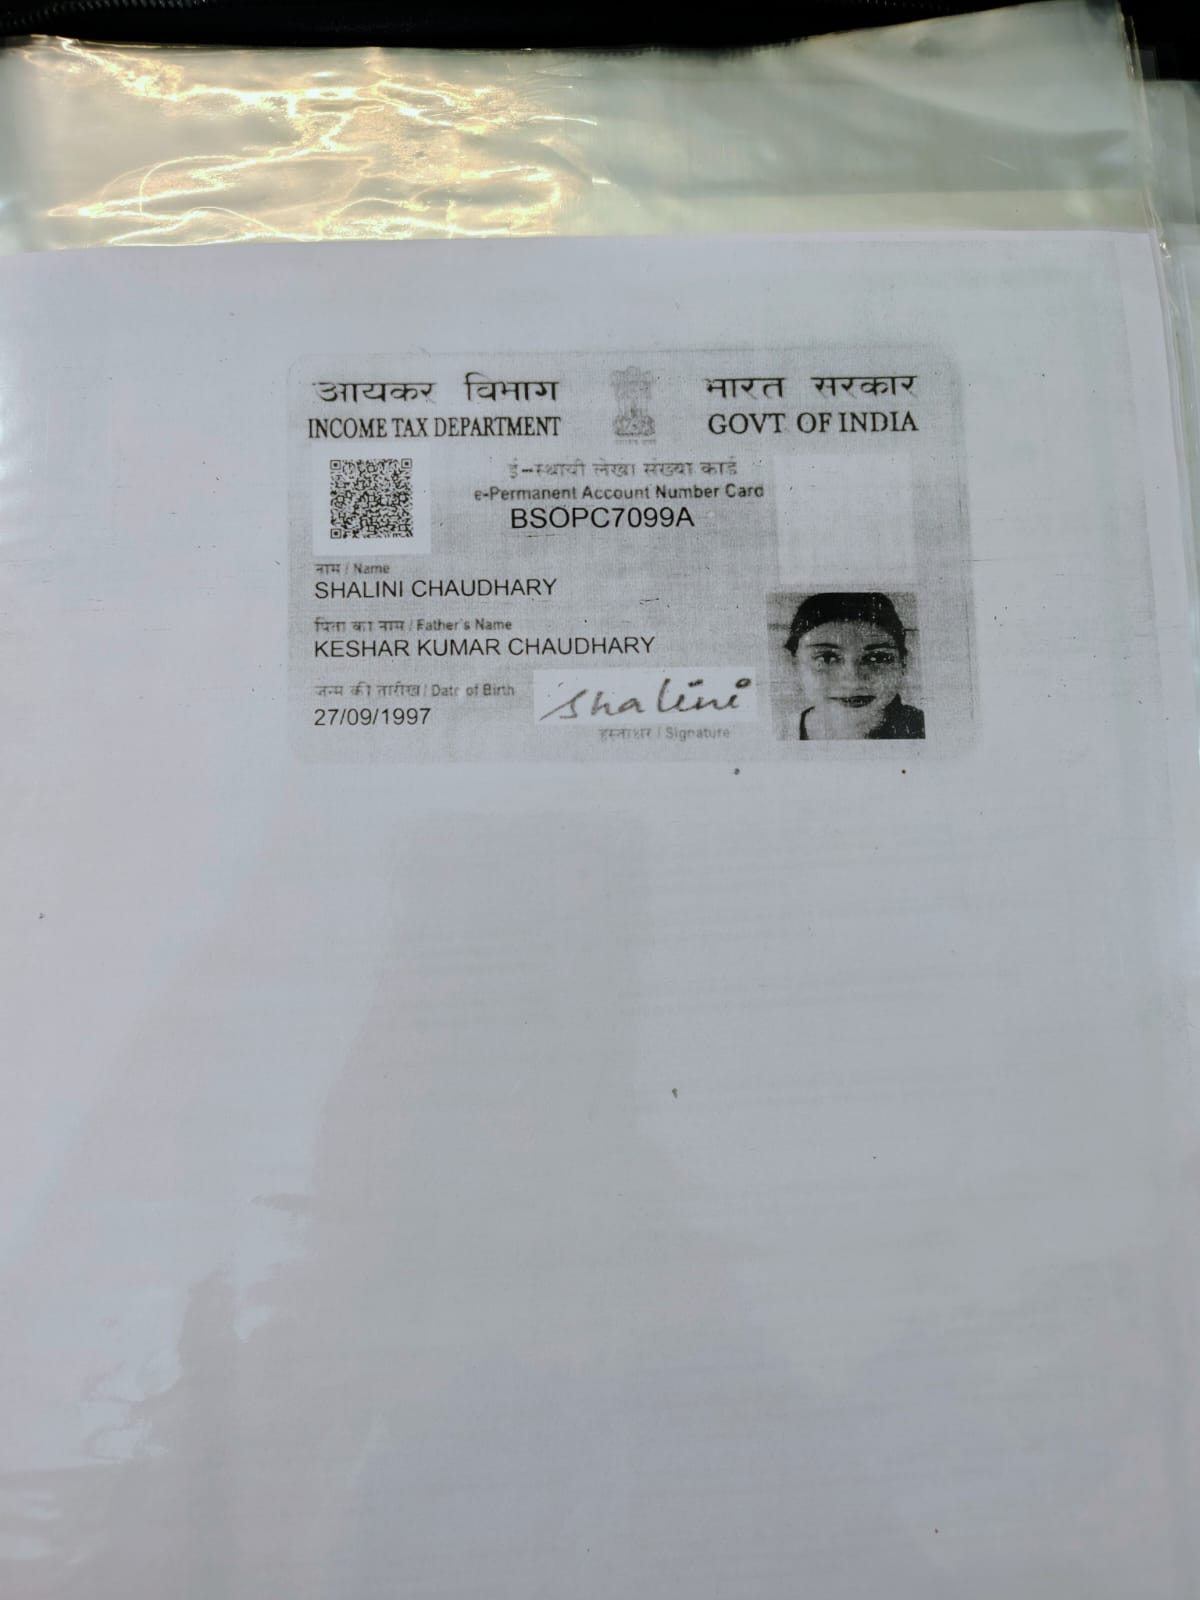 आयकर विभाग
INCOME TAX DEPARTMENT
भारत सरकार
GOVT OF INDIA
ई-स्थायी लेखा संख्या कार्ड
e-Permanent Account Number Card
BSOPC7099A
नाम / Name
SHALINI CHAUDHARY
पिता का नाम / Father's Name
KESHAR KUMAR CHAUDHARY
जन्म की तारीख / Date of Birth
27/09/1997
Shalini
हस्ताक्षर / Signature